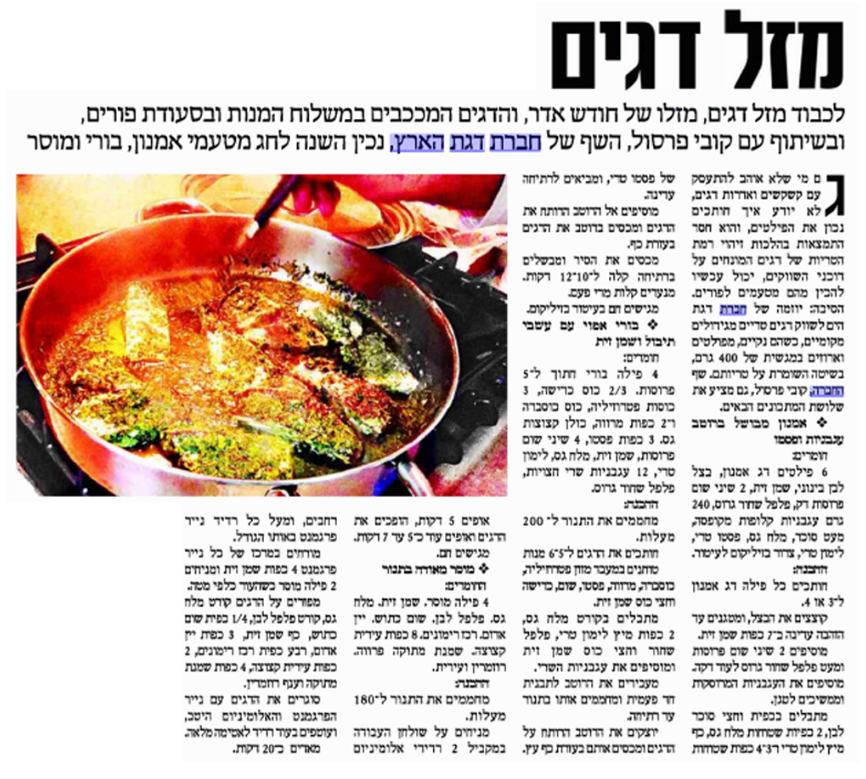 מזל דגים
לכבוד מזל דגים, מזלו של חודש אדר, והדגים המככבים במשלוח המנות ובסעודת פורים,
ובשיתוף עם קובי פרסול, השף של חברת דגת הארץ, נכין השנה לחג מטעמי אמנון, בורי ומוסר
גם מי שלא אוהב להתעסק
עם קשקשים ואדרות דגים,
לא יודע איך חותכים
נכון את הפילטים, והוא חסר
התמצאות בהלכות זיהוי רמת
הטריות של דגים המונחים על
דוכני השווקים, יכול עכשיו
להכין מהם מטעמים לפורים.
הסיבה: יוזמה של חברת דגת
הים לשווק דגים טריים מגידולים
מקומיים, כשהם נקיים, מפולטים
וארוזים במגשית של 400 גרם,
בשיטה השומרת על טריותם. שף
החברה, קובי פרסול, גם מציע את
שלושת המתכונים הבאים.
❖ אמנון מבושל ברוטב
עגבניות ופסטו
חומרים:
6 פילטים דג אמנון, בצל
לבן בינוני, שמן זית, 2 שיני שום
פרוסות דק, פלפל שחור גרוס, 240
גרם עגבניות קלופות מקופסה,
מעט סוכר, מלח גס, פסטו טרי,
לימון טרי, צרור בזיליקום לעיטור.
ההכנה:
חותכים כל פילה דג אמנון
ל־3 או 4.
קוצצים את הבצל, ומטגנים עד
הזהבה עדינה ב־7 כפות שמן זית.
מוסיפים 2 שיני שום פרוסות
ומעט פלפל שחור גרוס לעוד דקה.
מוסיפים את העגבניות המרוסקות
וממשיכים לטגן.
מתבלים בכפית וחצי סוכר
לבן, 2 כפיות שטוחות מלח גס, כף
מיץ לימון טרי ו־3־4 כפות שטוחות
של פסטו טרי, ומביאים לרתיחה
עדינה.
מוסיפים אל הרוטב הרותח את
הדגים ומכסים ברוטב את הדגים
בעזרת כף.
מכסים את הסיר ומבשלים
ברתיחה קלה ל־10־12 דקות.
מנערים קלות מדי פעם.
מגישים חם בעיטור בזיליקום.
❖ בורי אפוי עם עשבי
תיבול ושמן זית
חומרים:
4 פילה בורי חתוך ל־5
פרוסות. 2/3 כוס כרישה, 3
כוסות פטרוזיליה, כוס כוסברה
ו־2 כפות מרווה, כולן קצוצות
גס. 3 כפות פסטו, 4 שיני שום
פרוסות, שמן זית, מלח גס, לימון
טרי, 12 עגבניות שרי חצויות,
פלפל שחור גרוס.
ההכנה:
מחממים את התנור ל־200
מעלות.
חותכים את הדגים ל־5־6 מנות
טוחנים במעבד מזון פטרוזיליה,
כוסברה, מרווה, פסטו, שום, כרישה
וחצי כוס שמן זית.
מתבלים בקורט מלח גס,
2 כפות מיץ לימון טרי, פלפל
שחור וחצי כוס שמן זית
ומוסיפים את עגבניות השרי.
מעבירים את הרוטב לתבנית
חד פעמית ומחממים אותו בתנור
עד רתיחה.
יוצקים את הרוטב הרותח על
הדגים ומכסים אותם בעזרת כף עץ.
אופים 5 דקות, הופכים את
הדגים ואופים עוד כ־5 עד 7 דקות.
מגישים חם.
❖ מוסר מאודה בתנור
החומרים:
4 פילה מוסר. שמן זית. מלח
גס. פלפל לבן. שום כתוש. יין
אדום. רכז רימונים. 8 כפות עירית
קצוצה. שמנת מתוקה פרווה.
רוזמרין ועירית.
ההכנה:
מחממים את התנור ל־180
מעלות.
מניחים על שולחן העבודה
במקביל 2 רדידי אלומיניום
רחבים, ומעל כל רדיד נייר
פרגמנט באותו הגודל.
מורחים במרכז של כל נייר
פרגמנט 4 כפות שמן זית ומניחים
2 פילה מוסר כשהעור כלפי מטה.
מפזרים על הדגים קורט מלח
גס, קורט פלפל לבן, 1/4 כפית שום
כתוש, כף שמן זית, 3 כפות יין
אדום, רבע כפית רכז רימונים, 2
כפות עירית קצוצה, 4 כפות שמנת
מתוקה וענף רוזמרין.
סוגרים את הדגים עם נייר
הפרגמנט והאלומיניום היטב,
ועוטפים בעוד רדיד לאטימה מלאה.
מאדים כ־20 דקות.